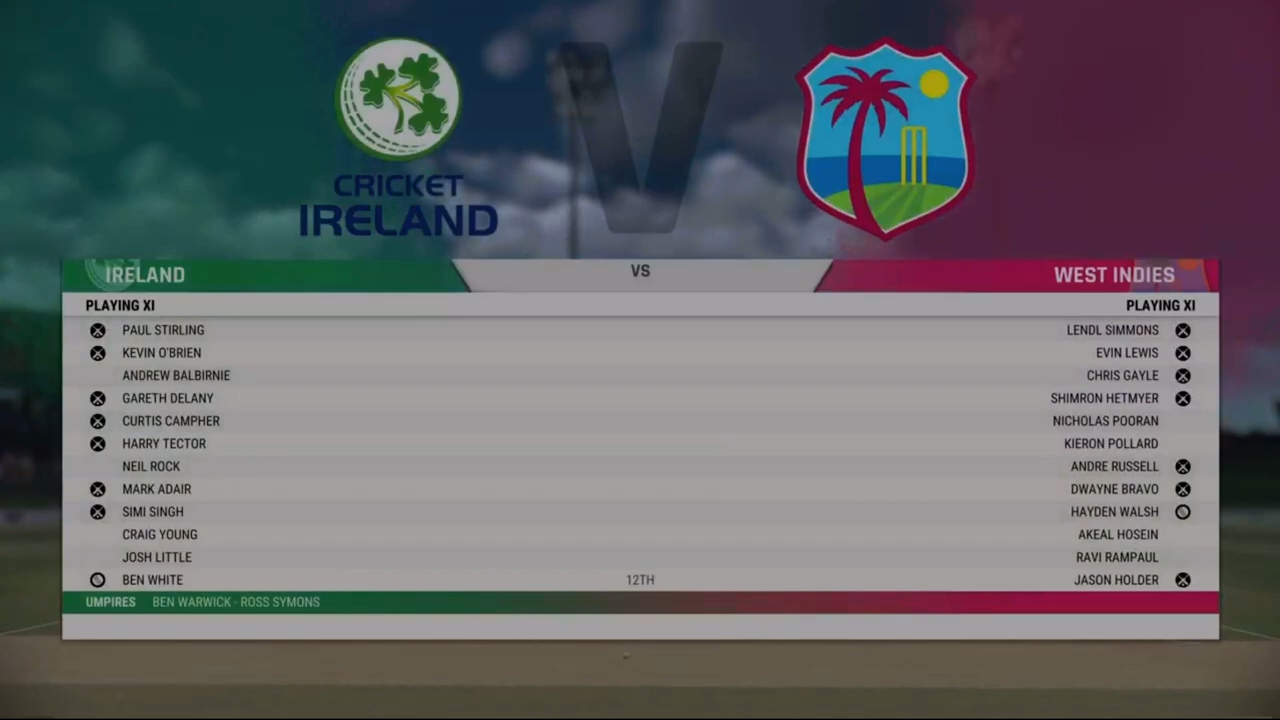 V
CRICKET
IRELAND
IRELAND VS WEST INDIES
PLAYING XI PLAYING XI
PAUL STIRLING LENDL SIMMONS
KEVIN O'BRIEN EVIN LEWIS
ANDREW BALBIRNIE CHRIS GAYLE
GARETH DELANY SHIMRON HETMYER
CURTIS CAMPHER NICHOLAS POORAN
HARRY TECTOR KIERON POLLARD
NEIL ROCK ANDRE RUSSELL
MARK ADAIR DWAYNE BRAVO
SIMI SINGH HAYDEN WALSH
CRAIG YOUNG AKEAL HOSEIN
JOSH LITTLE RAVI RAMPAUL
BEN WHITE 12TH JASON HOLDER
UMPIRES BEN WARWICK - ROSS SYMONS